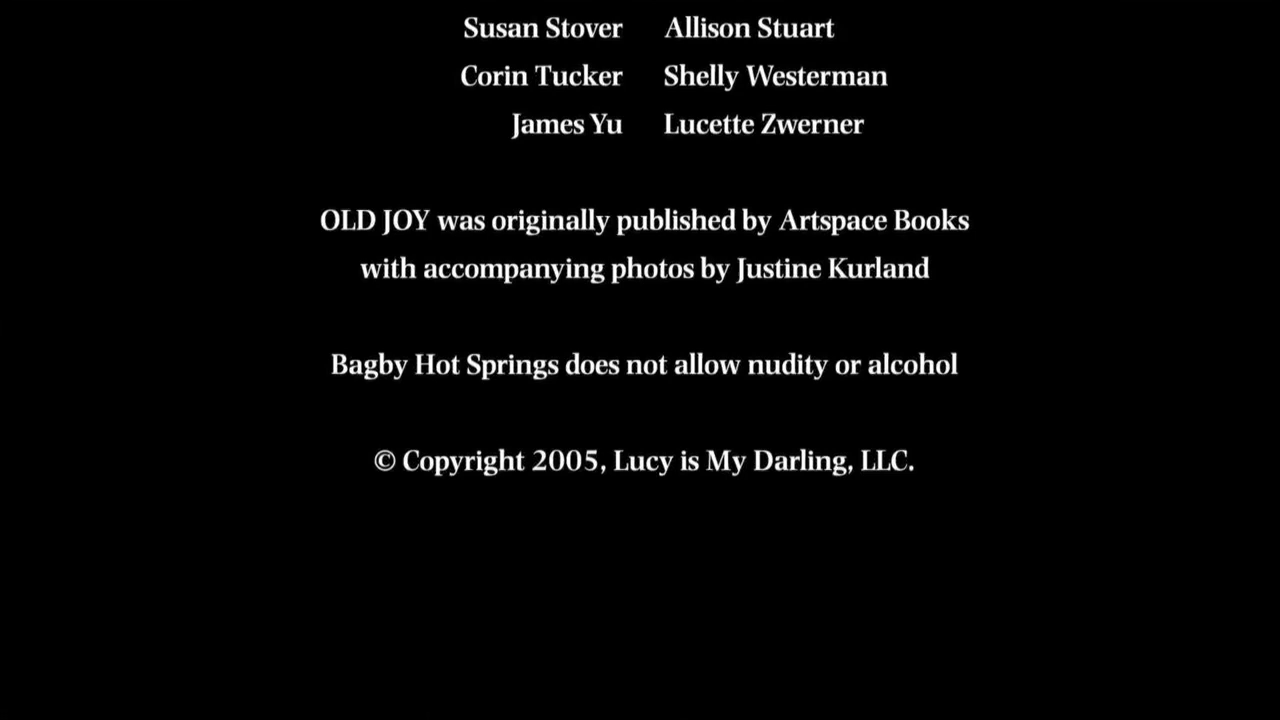 Susan Stover Allison Stuart
Corin Tucker Shelly Westerman
James Yu Lucette Zwerner
OLD JOY was originally published by Artspace Books
with accompanying photos by Justine Kurland
Bagby Hot Springs does not allow nudity or alcohol
© Copyright 2005, Lucy is My Darling, LLC.